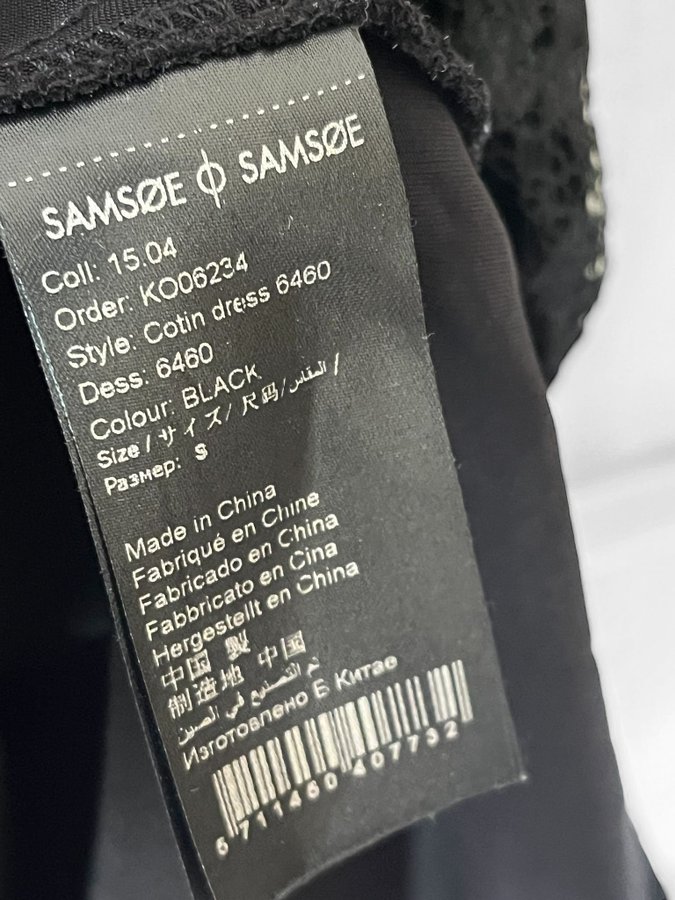 SAMSØE ϕ SAMSØE
Coll: 15.04
Order: KO06234
Style: Cotin dress 6460
Dess: 6460
Colour: BLACK
Size / サイズ / 尺码 / المقاس /
Размер: S
Made in China
Fabriqué en Chine
Fabricado en China
Fabbricato en Cina
Hergestellt en China
中国 製
制造地 中国
تم التصنيع في الصين
Изготовлено Е Китае
5711460407732